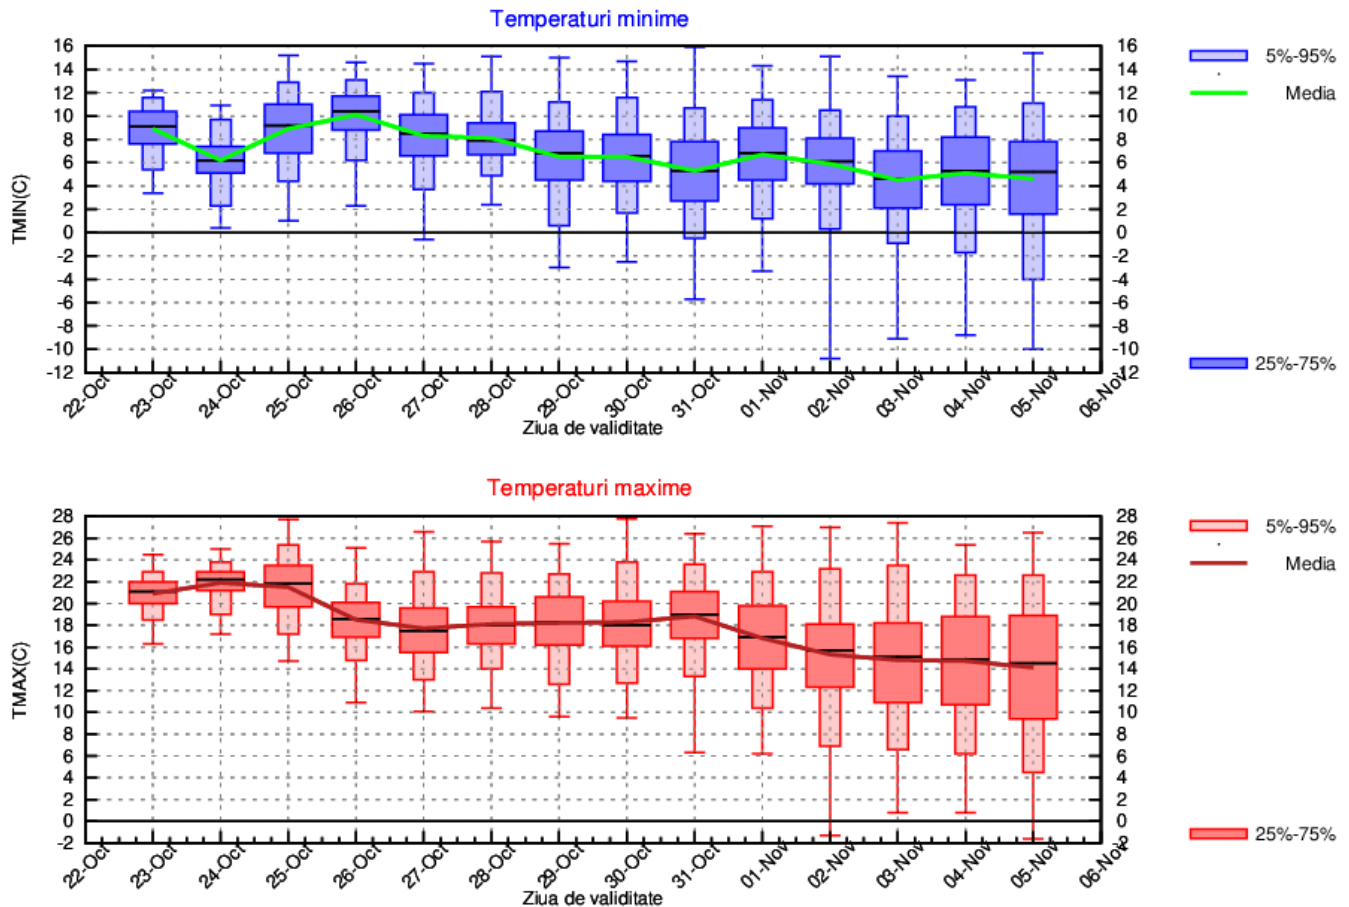 Temperaturi minime
TMIN(C)
16 14 12 10 8 6 4 2 0 -2 -4 -6 -8 -10 -12
16 14 12 10 8 6 4 2 0 -2 -4 -6 -8 -10 -12
22-Oct 23-Oct 24-Oct 25-Oct 26-Oct 27-Oct 28-Oct 29-Oct 30-Oct 31-Oct 01-Nov 02-Nov 03-Nov 04-Nov 05-Nov 06-Nov
Ziua de validitate
5%-95%
Media
25%-75%
Temperaturi maxime
TMAX(C)
28 26 24 22 20 18 16 14 12 10 8 6 4 2 0 -2
28 26 24 22 20 18 16 14 12 10 8 6 4 2 0 -2
22-Oct 23-Oct 24-Oct 25-Oct 26-Oct 27-Oct 28-Oct 29-Oct 30-Oct 31-Oct 01-Nov 02-Nov 03-Nov 04-Nov 05-Nov 06-Nov
Ziua de validitate
5%-95%
Media
25%-75%